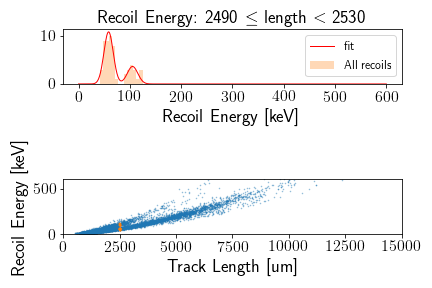 Recoil Energy: 2490 ≤ length < 2530
10
0
fit
All recoils
0 100 200 300 400 500 600
Recoil Energy [keV]
Recoil Energy [keV]
500
0
0 2500 5000 7500 10000 12500 15000
Track Length [um]